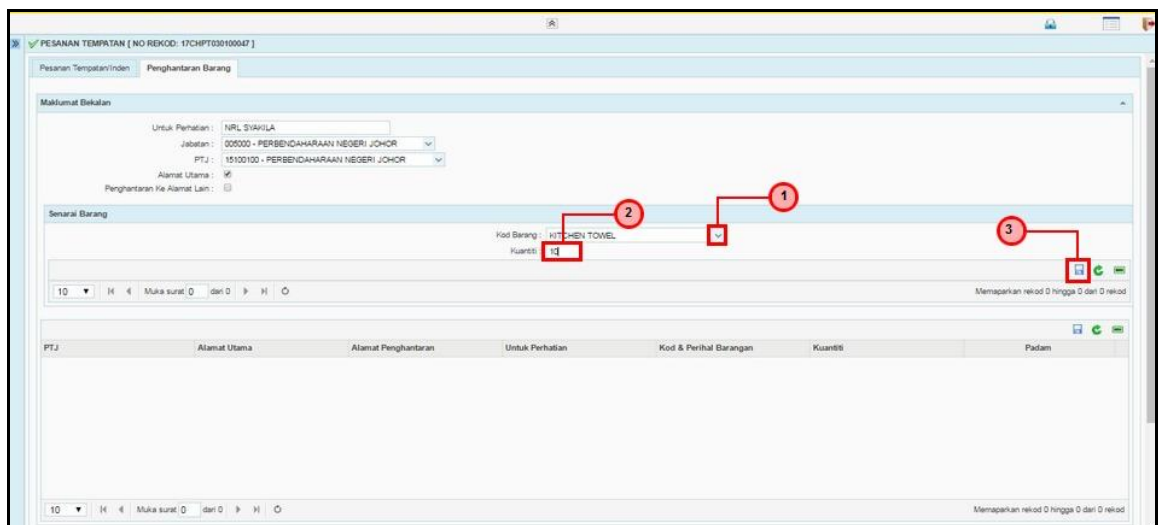 PESANAN TEMPATAN [ NO REKOD: 17CHPT030100047 ]
Pesanan Tempatan/Inden Penghantaran Barang
Maklumat Bekalan
Untuk Perhatian : NRL SYAKILA
Jabatan : 005000 - PERBENDAHARAAN NEGERI JOHOR
PTJ : 15100100 - PERBENDAHARAAN NEGERI JOHOR
Alamat Utama :
Penghantaran Ke Alamat Lain :
1
2
Senarai Barang
3
Kod Barang : KITCHEN TOWEL
Kuantiti 10
10 Muka surat 0 dari 0 Memaparkan rekod 0 hingga 0 dari 0 rekod
PTJ Alamat Utama Alamat Penghantaran Untuk Perhatian Kod & Perihal Barangan Kuantiti Padam
10 Muka surat 0 dari 0 Memaparkan rekod 0 hingga 0 dari 0 rekod